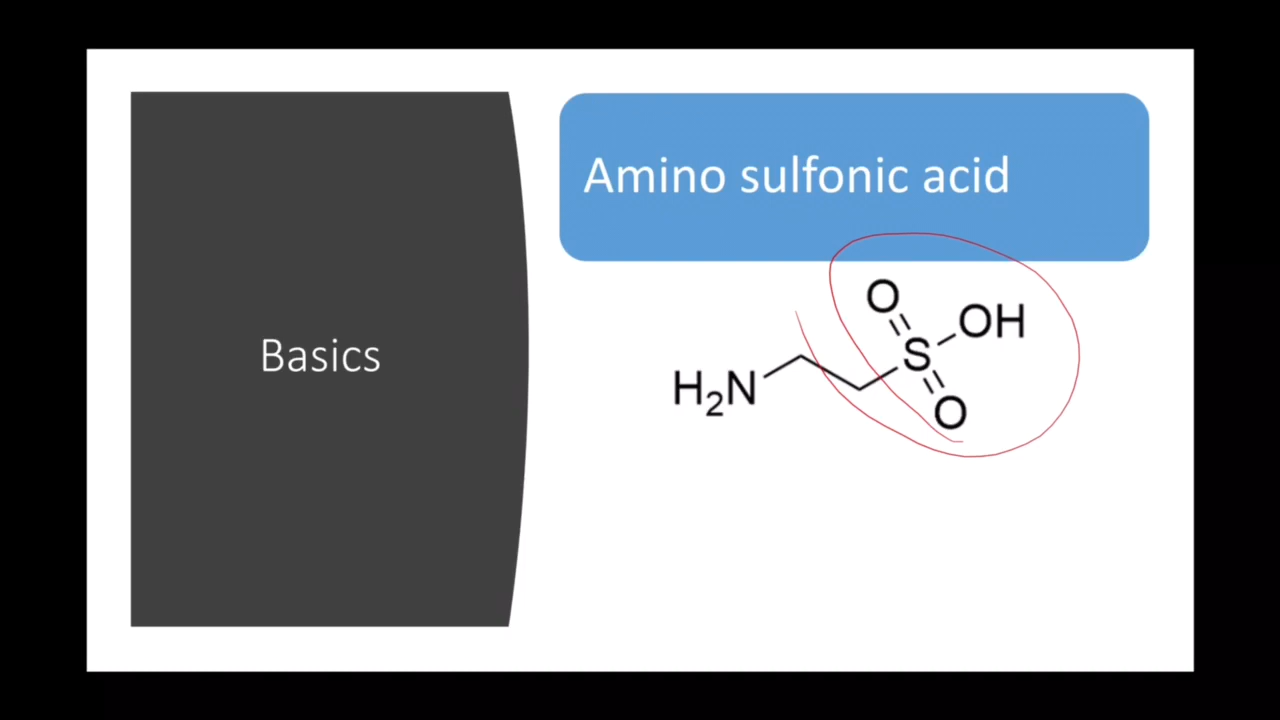 Basics
Amino sulfonic acid
O
OH
S
H₂N
O